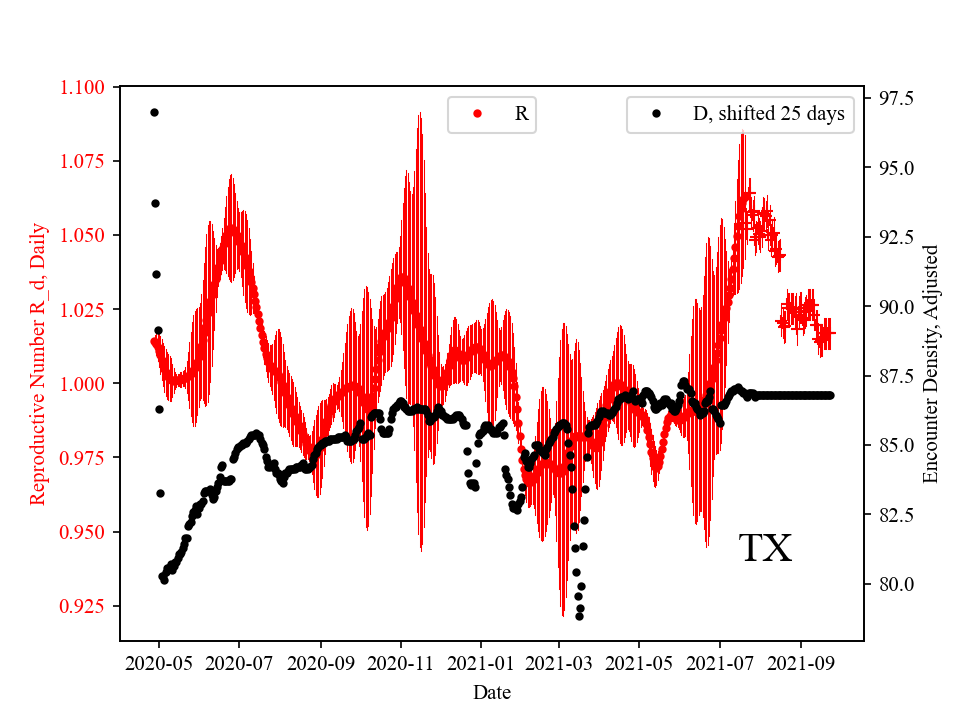 R
D, shifted 25 days
1.100
1.075
1.050
1.025
1.000
0.975
0.950
0.925
Reproductive Number R_d, Daily
97.5
95.0
92.5
90.0
87.5
85.0
82.5
80.0
Encounter Density, Adjusted
TX
2020-05 2020-07 2020-09 2020-11 2021-01 2021-03 2021-05 2021-07 2021-09
Date